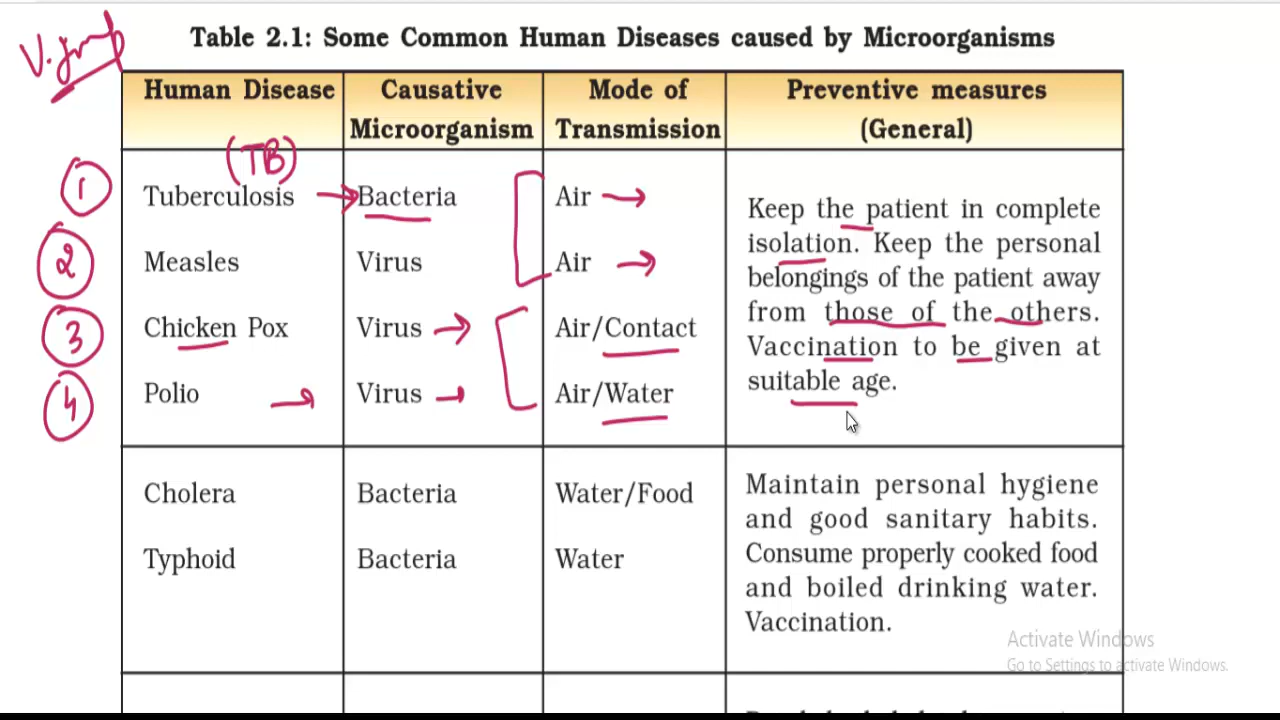 V. Imp
Table 2.1: Some Common Human Diseases caused by Microorganisms
Human Disease
Causative
Microorganism
Mode of
Transmission
Preventive measures
(General)
(TB)
1
Tuberculosis
Bacteria
Air
2
Measles
Virus
Air
3
Chicken Pox
Virus
Air/Contact
4
Polio
Virus
Air/Water
Keep the patient in complete
isolation. Keep the personal
belongings of the patient away
from those of the others.
Vaccination to be given at
suitable age.
Cholera
Bacteria
Water/Food
Typhoid
Bacteria
Water
Maintain personal hygiene
and good sanitary habits.
Consume properly cooked food
and boiled drinking water.
Vaccination.
Activate Windows
Go to Settings to activate Windows.